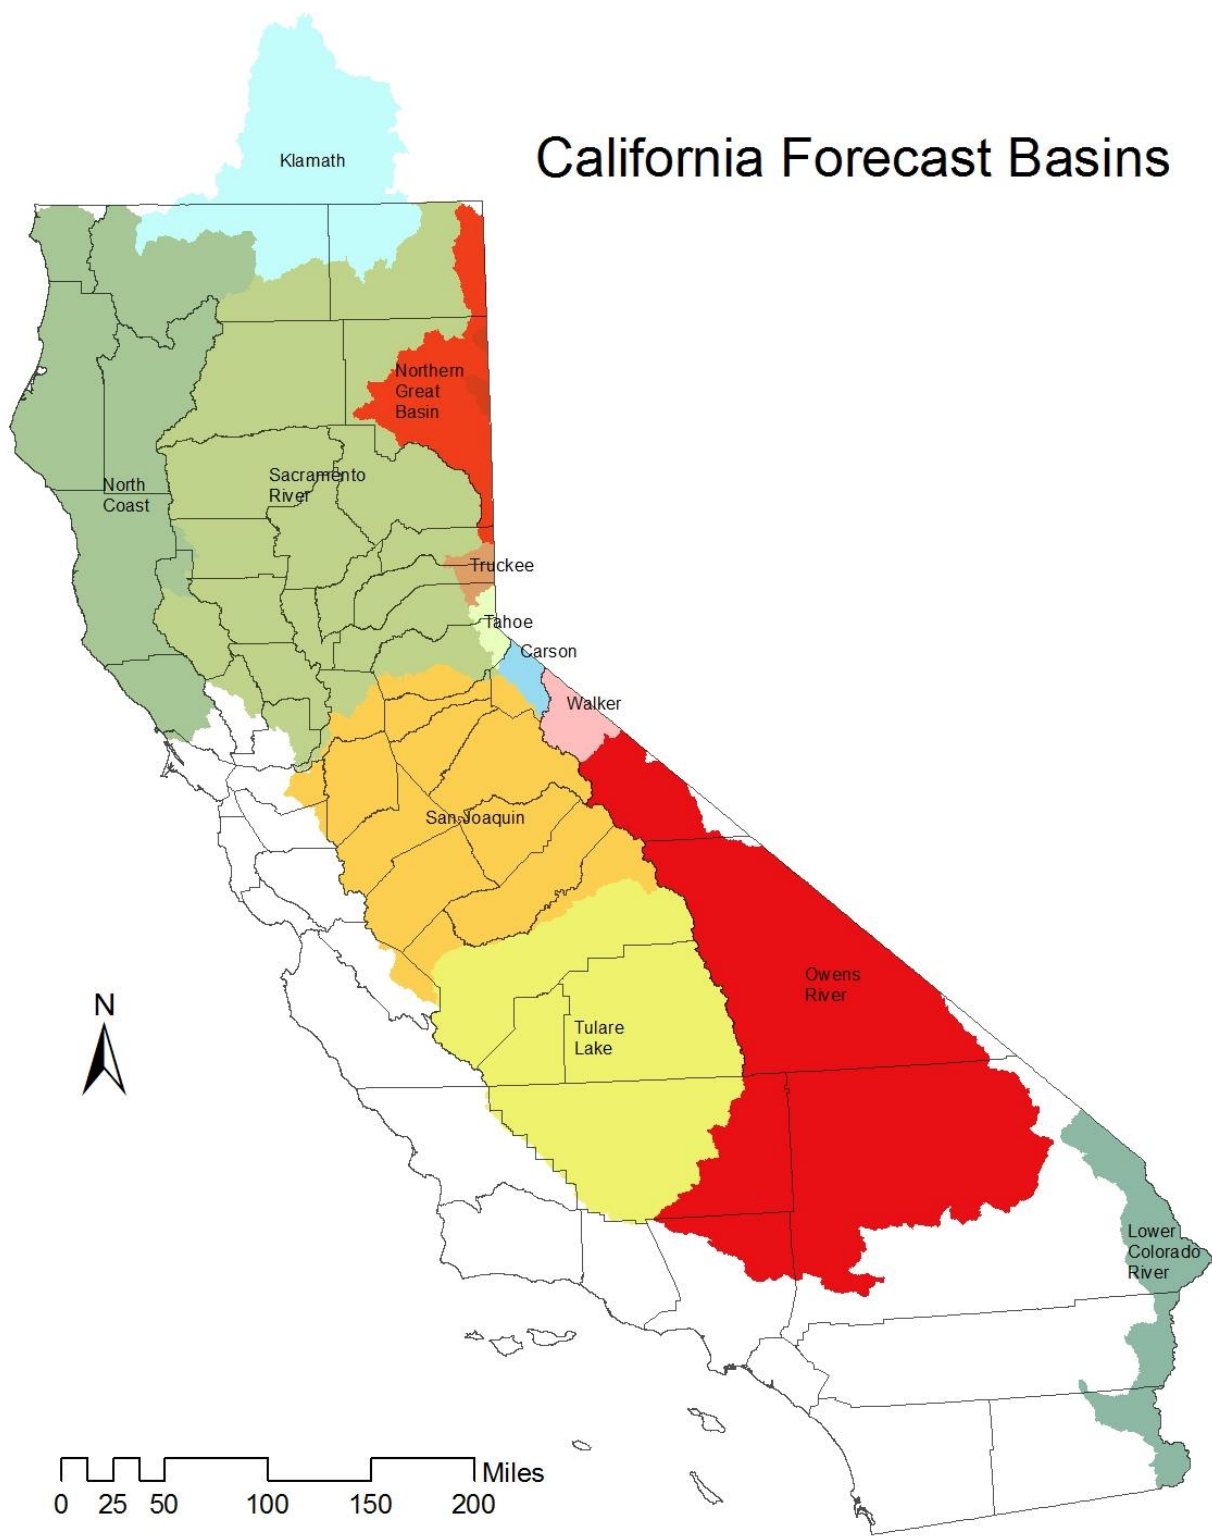 California Forecast Basins
Klamath
Northern
Great
Basin
North
Coast
Sacramento
River
Truckee
Tahoe
Carson
Walker
San Joaquin
Owens
River
Tulare
Lake
N
Lower
Colorado
River
Miles
0 25 50 100 150 200